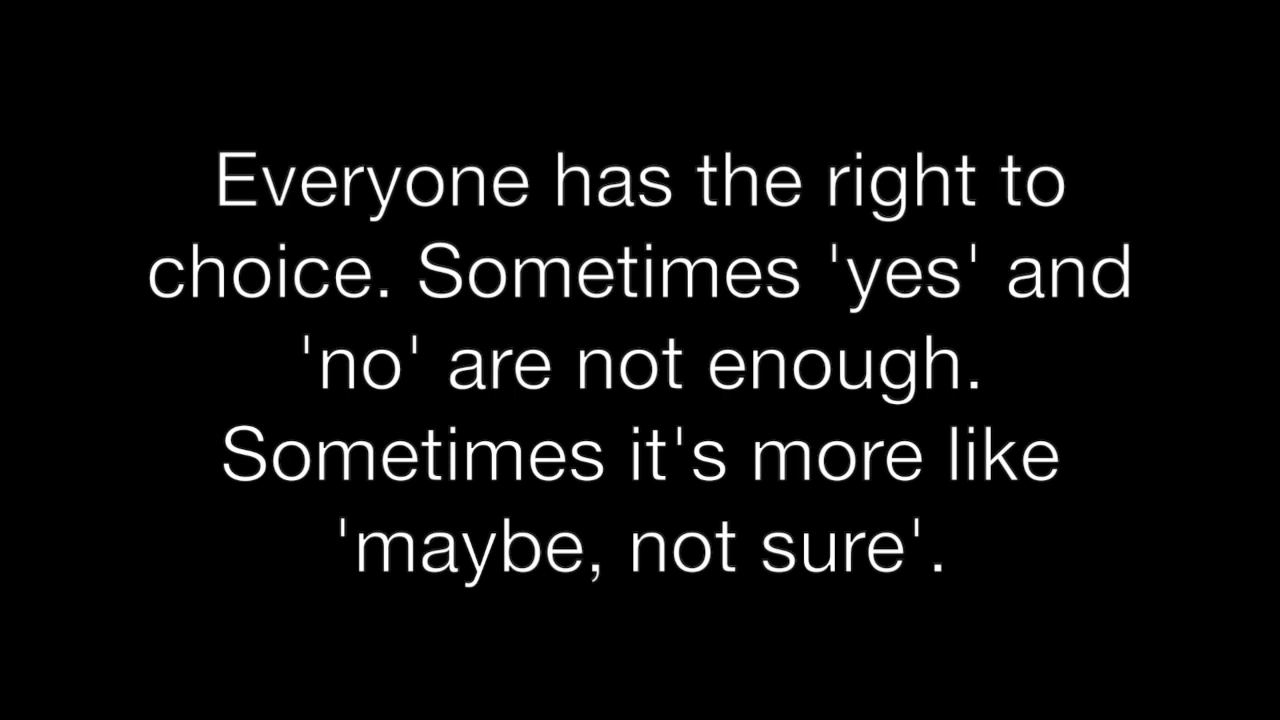 Everyone has the right to
choice. Sometimes 'yes' and
'no' are not enough.
Sometimes it's more like
'maybe, not sure'.